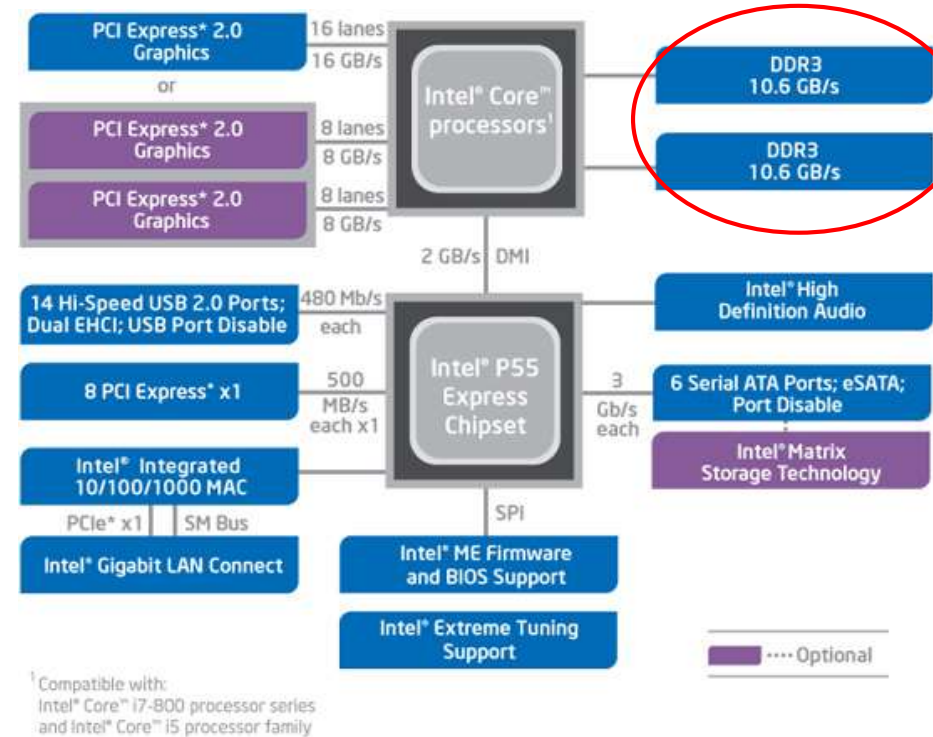 PCI Express* 2.0
Graphics
16 lanes
16 GB/s
or
PCI Express* 2.0
Graphics
8 lanes
8 GB/s
PCI Express* 2.0
Graphics
8 lanes
8 GB/s
Intel® Core™
processors¹
DDR3
10.6 GB/s
DDR3
10.6 GB/s
2 GB/s DMI
14 Hi-Speed USB 2.0 Ports;
Dual EHCI; USB Port Disable
480 Mb/s
each
8 PCI Express* x1
500
MB/s
each x1
Intel® Integrated
10/100/1000 MAC
PCIe* x1 SM Bus
Intel® Gigabit LAN Connect
Intel® P55
Express
Chipset
Intel® High
Definition Audio
3
Gb/s
each
6 Serial ATA Ports; eSATA;
Port Disable
Intel® Matrix
Storage Technology
SPI
Intel® ME Firmware
and BIOS Support
Intel® Extreme Tuning
Support
Optional
¹ Compatible with:
Intel® Core™ i7-800 processor series
and Intel® Core™ i5 processor family